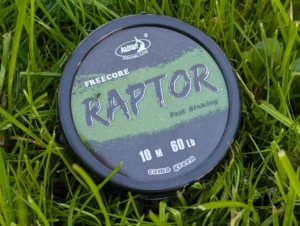 FREECORE
RAPTOR
Fast Sinking
10 M 60 LB
camo green